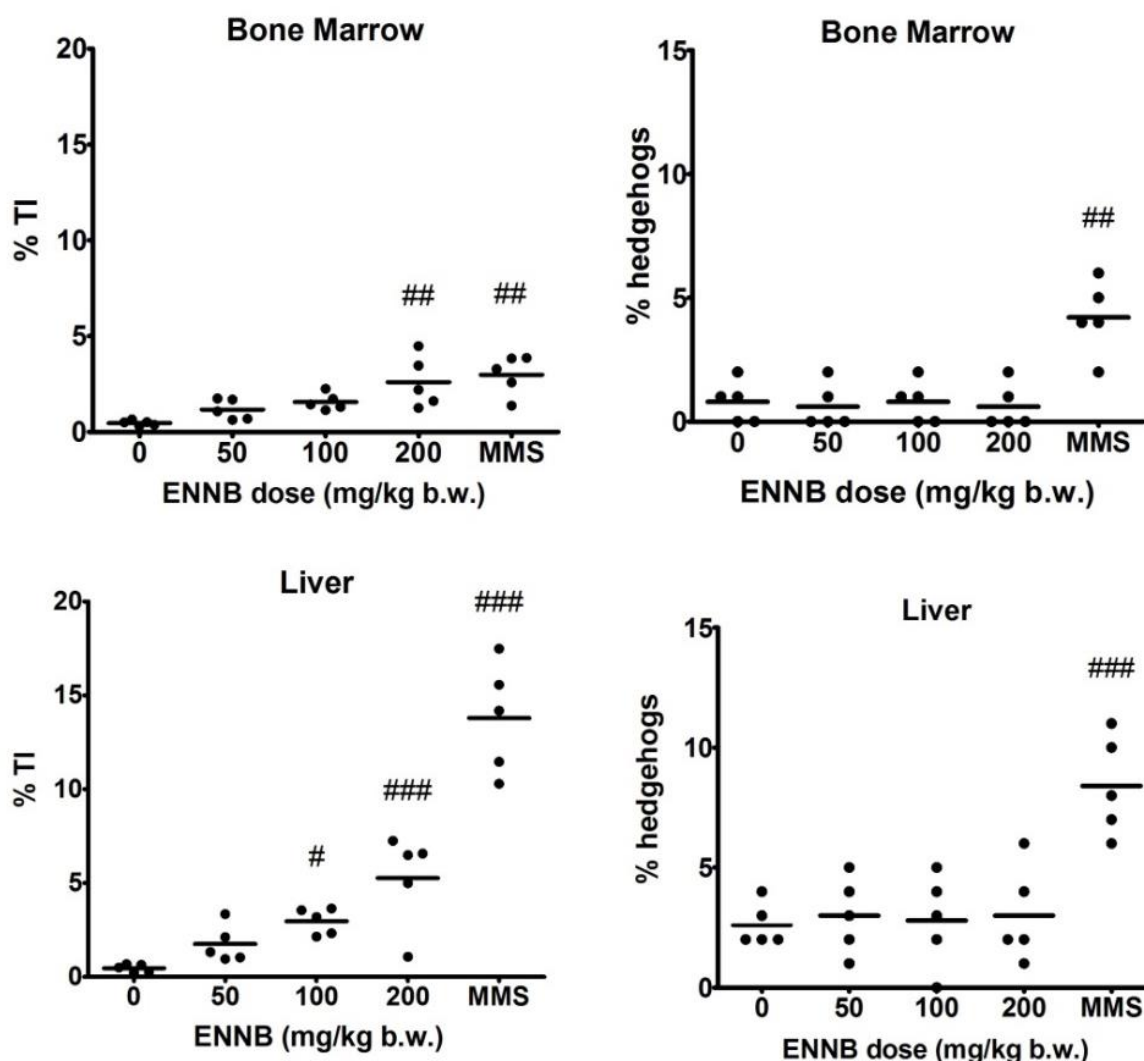 Bone Marrow
20
15
10
5
0
% TI
##
##
0 50 100 200 MMS
ENNB dose (mg/kg b.w.)
Bone Marrow
15
10
5
0
% hedgehogs
##
0 50 100 200 MMS
ENNB dose (mg/kg b.w.)
Liver
20
15
10
5
0
% TI
#
###
###
0 50 100 200 MMS
ENNB (mg/kg b.w.)
Liver
15
10
5
0
% hedgehogs
###
0 50 100 200 MMS
ENNB dose (mg/kg b.w.)